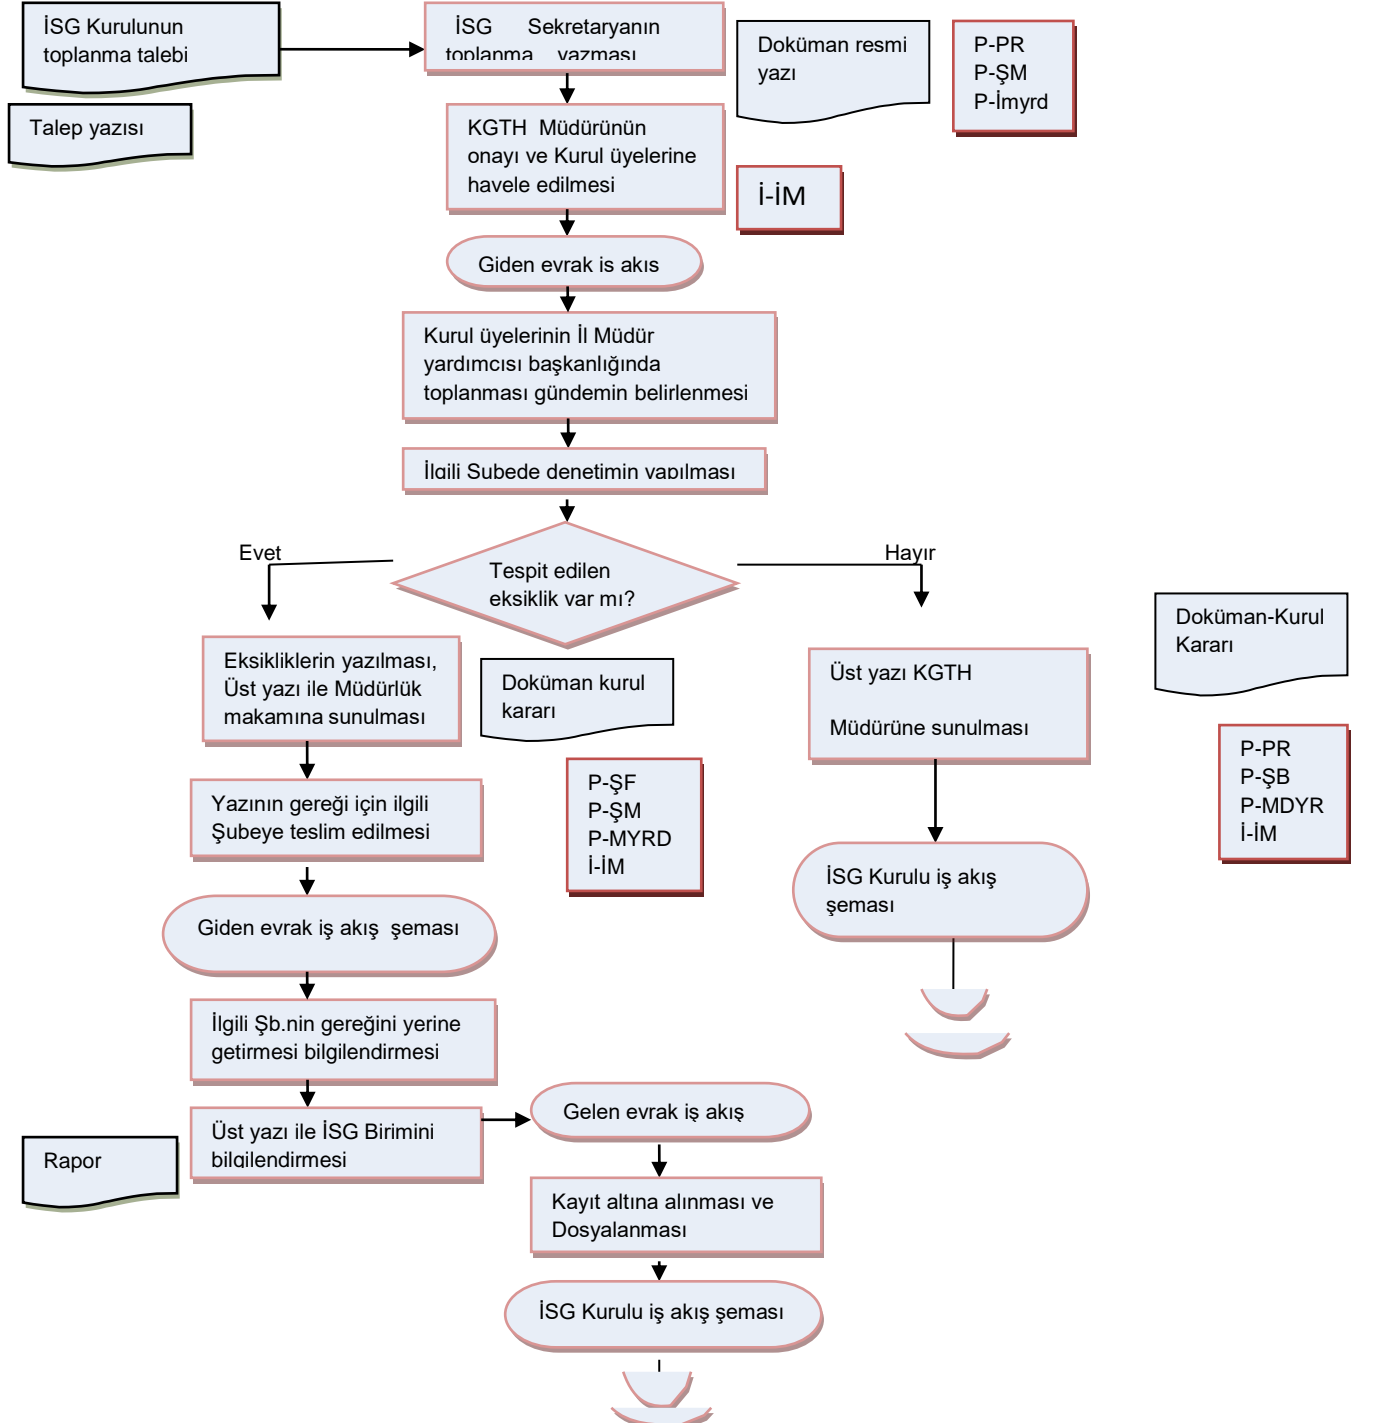 İSG Kurulunun
toplanma talebi
İSG Sekretaryanın
toplanma yazması
Doküman resmi
yazı
P-PR
P-ŞM
P-İmyrd
Talep yazısı
KGTH Müdürünün
onayı ve Kurul üyelerine
havele edilmesi
İ-İM
Giden evrak is akıs
Kurul üyelerinin İl Müdür
yardımcısı başkanlığında
toplanması gündemin belirlenmesi
İlgili Şubede denetimin yapılması
Evet
Hayır
Tespit edilen
eksiklik var mı?
Eksikliklerin yazılması,
Üst yazı ile Müdürlük
makamına sunulması
Doküman kurul
kararı
Üst yazı KGTH
Müdürüne sunulması
Doküman-Kurul
Kararı
P-ŞF
P-ŞM
P-MYRD
İ-İM
P-PR
P-ŞB
P-MDYR
İ-İM
Yazının gereği için ilgili
Şubeye teslim edilmesi
İSG Kurulu iş akış
şeması
Giden evrak iş akış şeması
İlgili Şb.nin gereğini yerine
getirmesi bilgilendirmesi
Üst yazı ile İSG Birimini
bilgilendirmesi
Gelen evrak iş akış
Rapor
Kayıt altına alınması ve
Dosyalanması
İSG Kurulu iş akış şeması